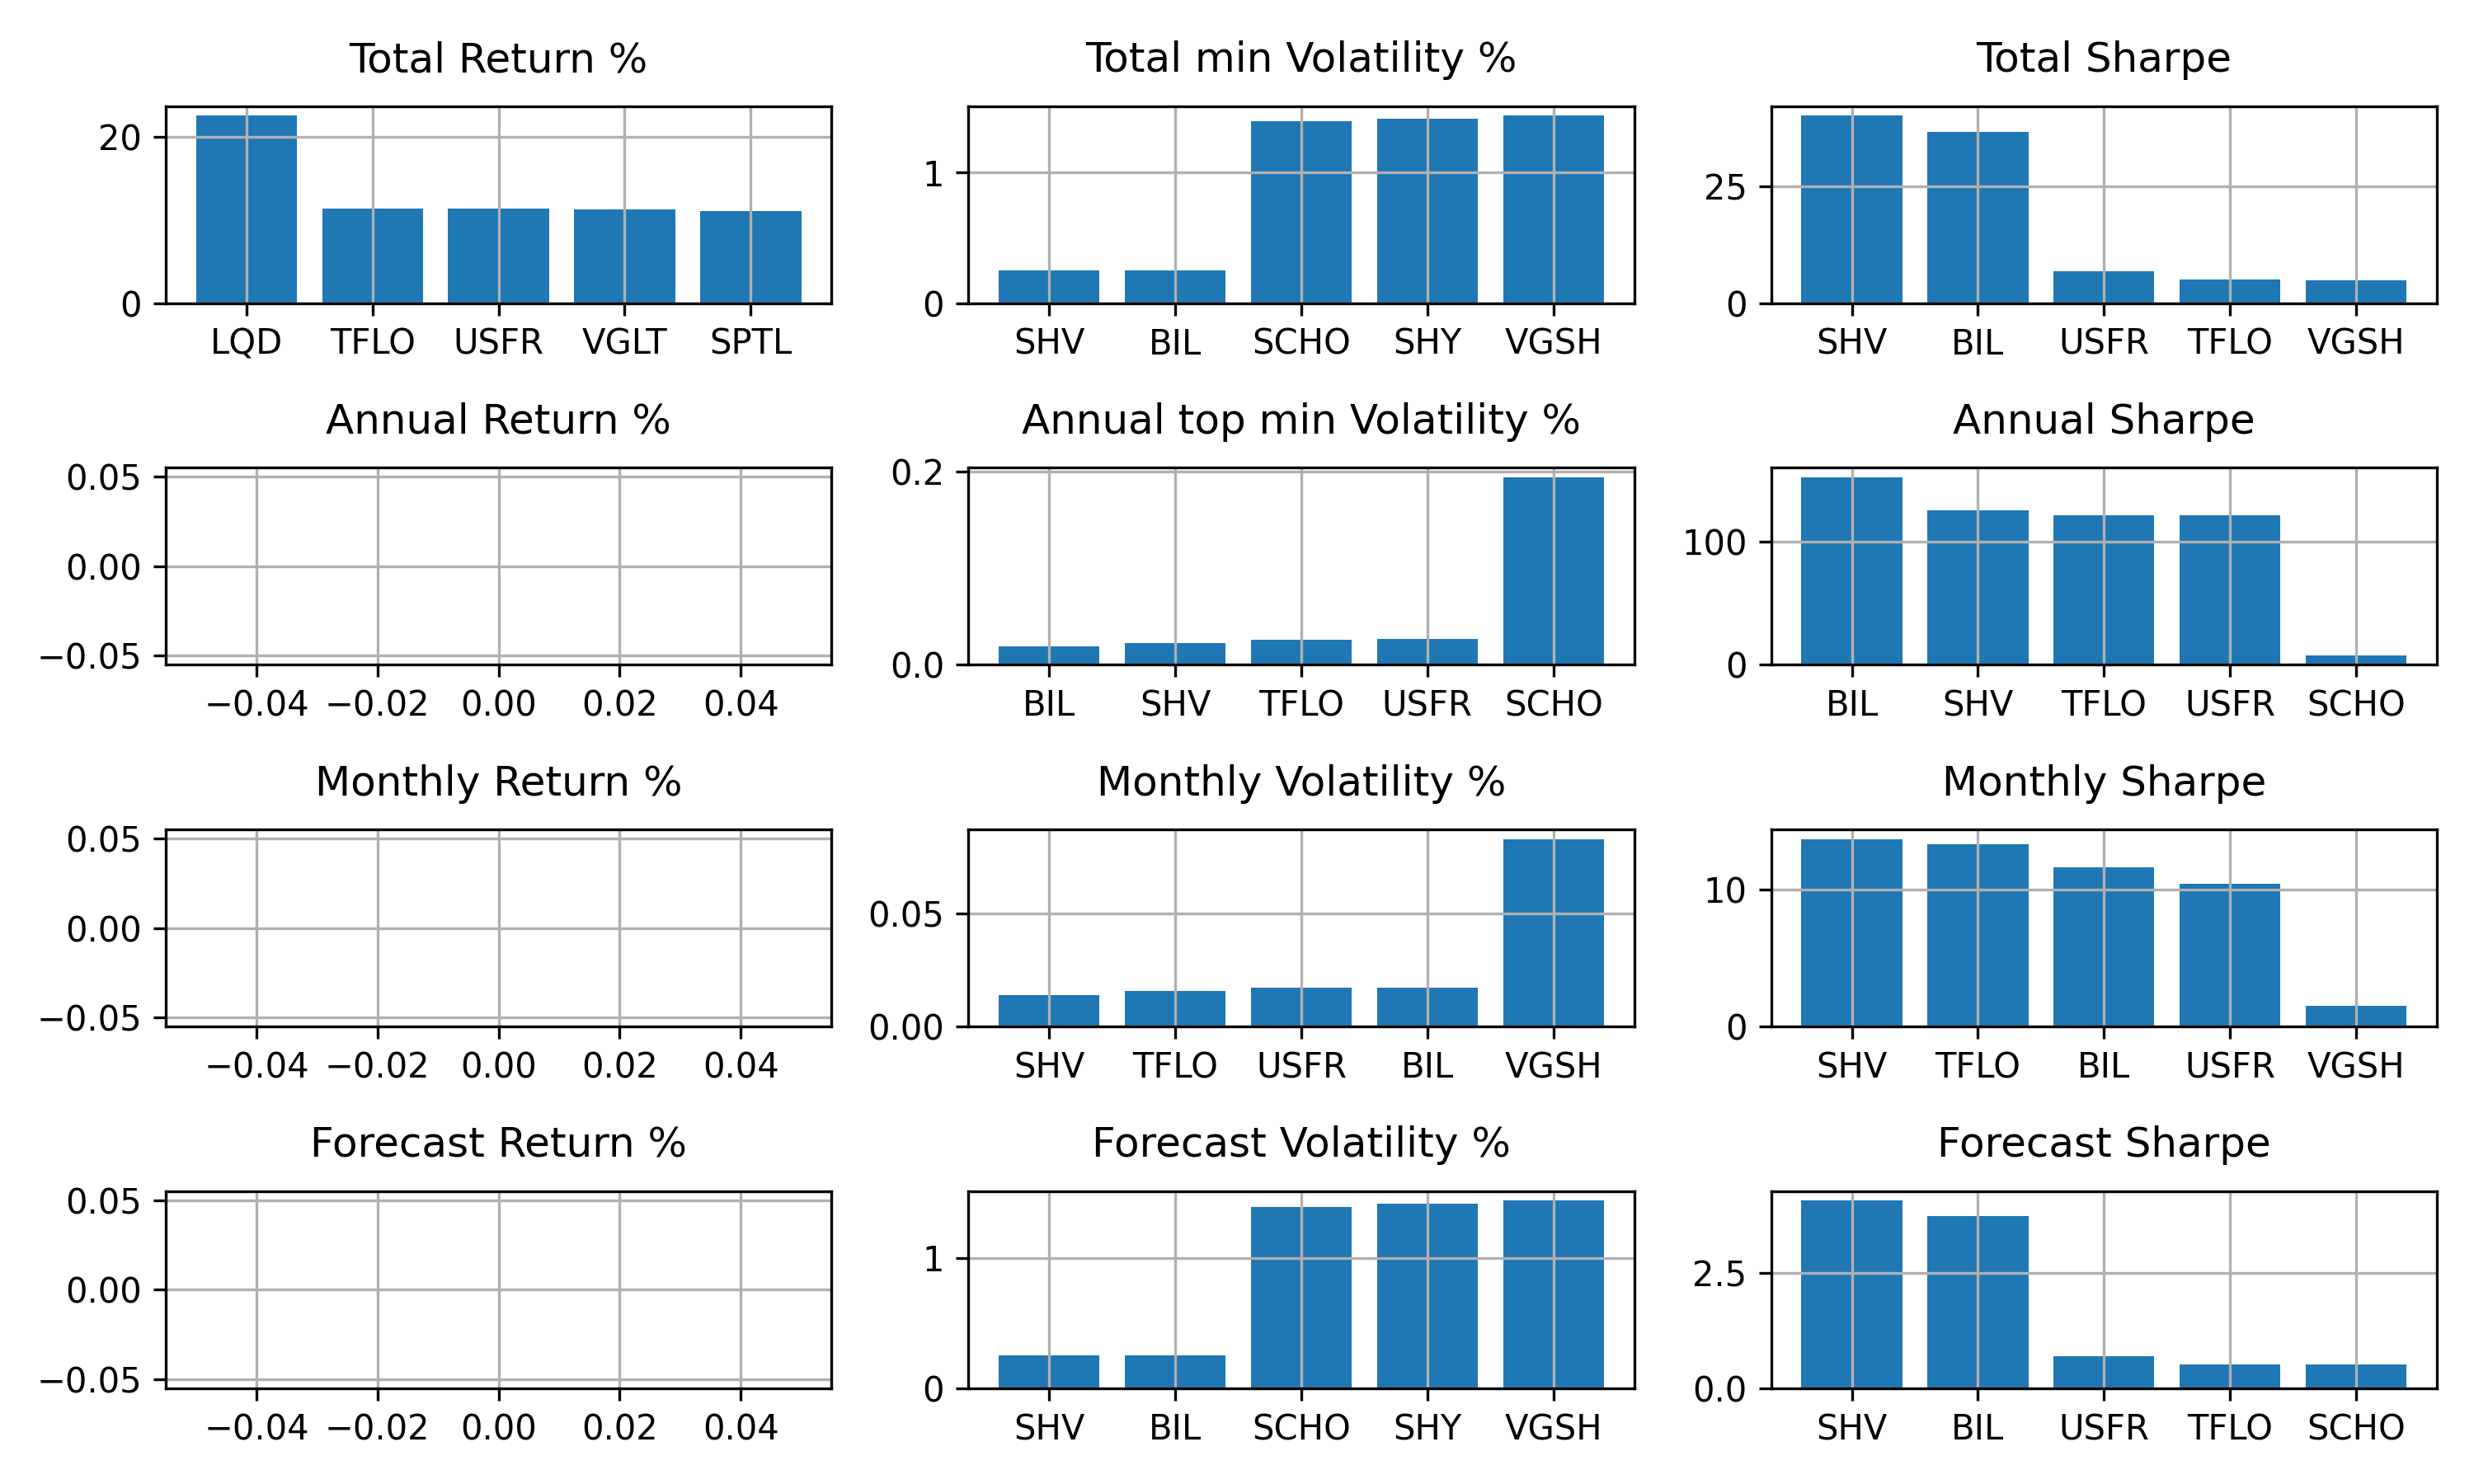 Total Return %
Total min Volatility %
Total Sharpe
20
0
LQD TFLO USFR VGLT SPTL
1
0
SHV BIL SCHO SHY VGSH
25
0
SHV BIL USFR TFLO VGSH
Annual Return %
Annual top min Volatility %
Annual Sharpe
0.05
0.00
−0.05
−0.04 −0.02 0.00 0.02 0.04
0.2
0.0
BIL SHV TFLO USFR SCHO
100
0
BIL SHV TFLO USFR SCHO
Monthly Return %
Monthly Volatility %
Monthly Sharpe
0.05
0.00
−0.05
−0.04 −0.02 0.00 0.02 0.04
0.05
0.00
SHV TFLO USFR BIL VGSH
10
0
SHV TFLO BIL USFR VGSH
Forecast Return %
Forecast Volatility %
Forecast Sharpe
0.05
0.00
−0.05
−0.04 −0.02 0.00 0.02 0.04
1
0
SHV BIL SCHO SHY VGSH
2.5
0.0
SHV BIL USFR TFLO SCHO